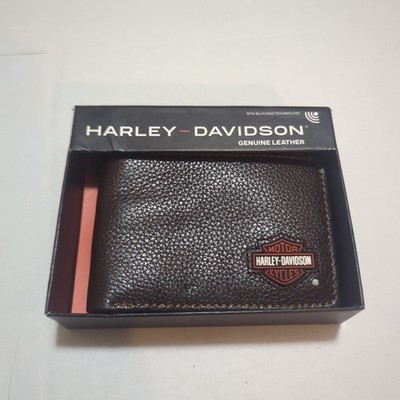 RFID BLOCKING TECHNOLOGY
HARLEY-DAVIDSON®
GENUINE LEATHER
MOTOR
HARLEY-DAVIDSON
CYCLES
®